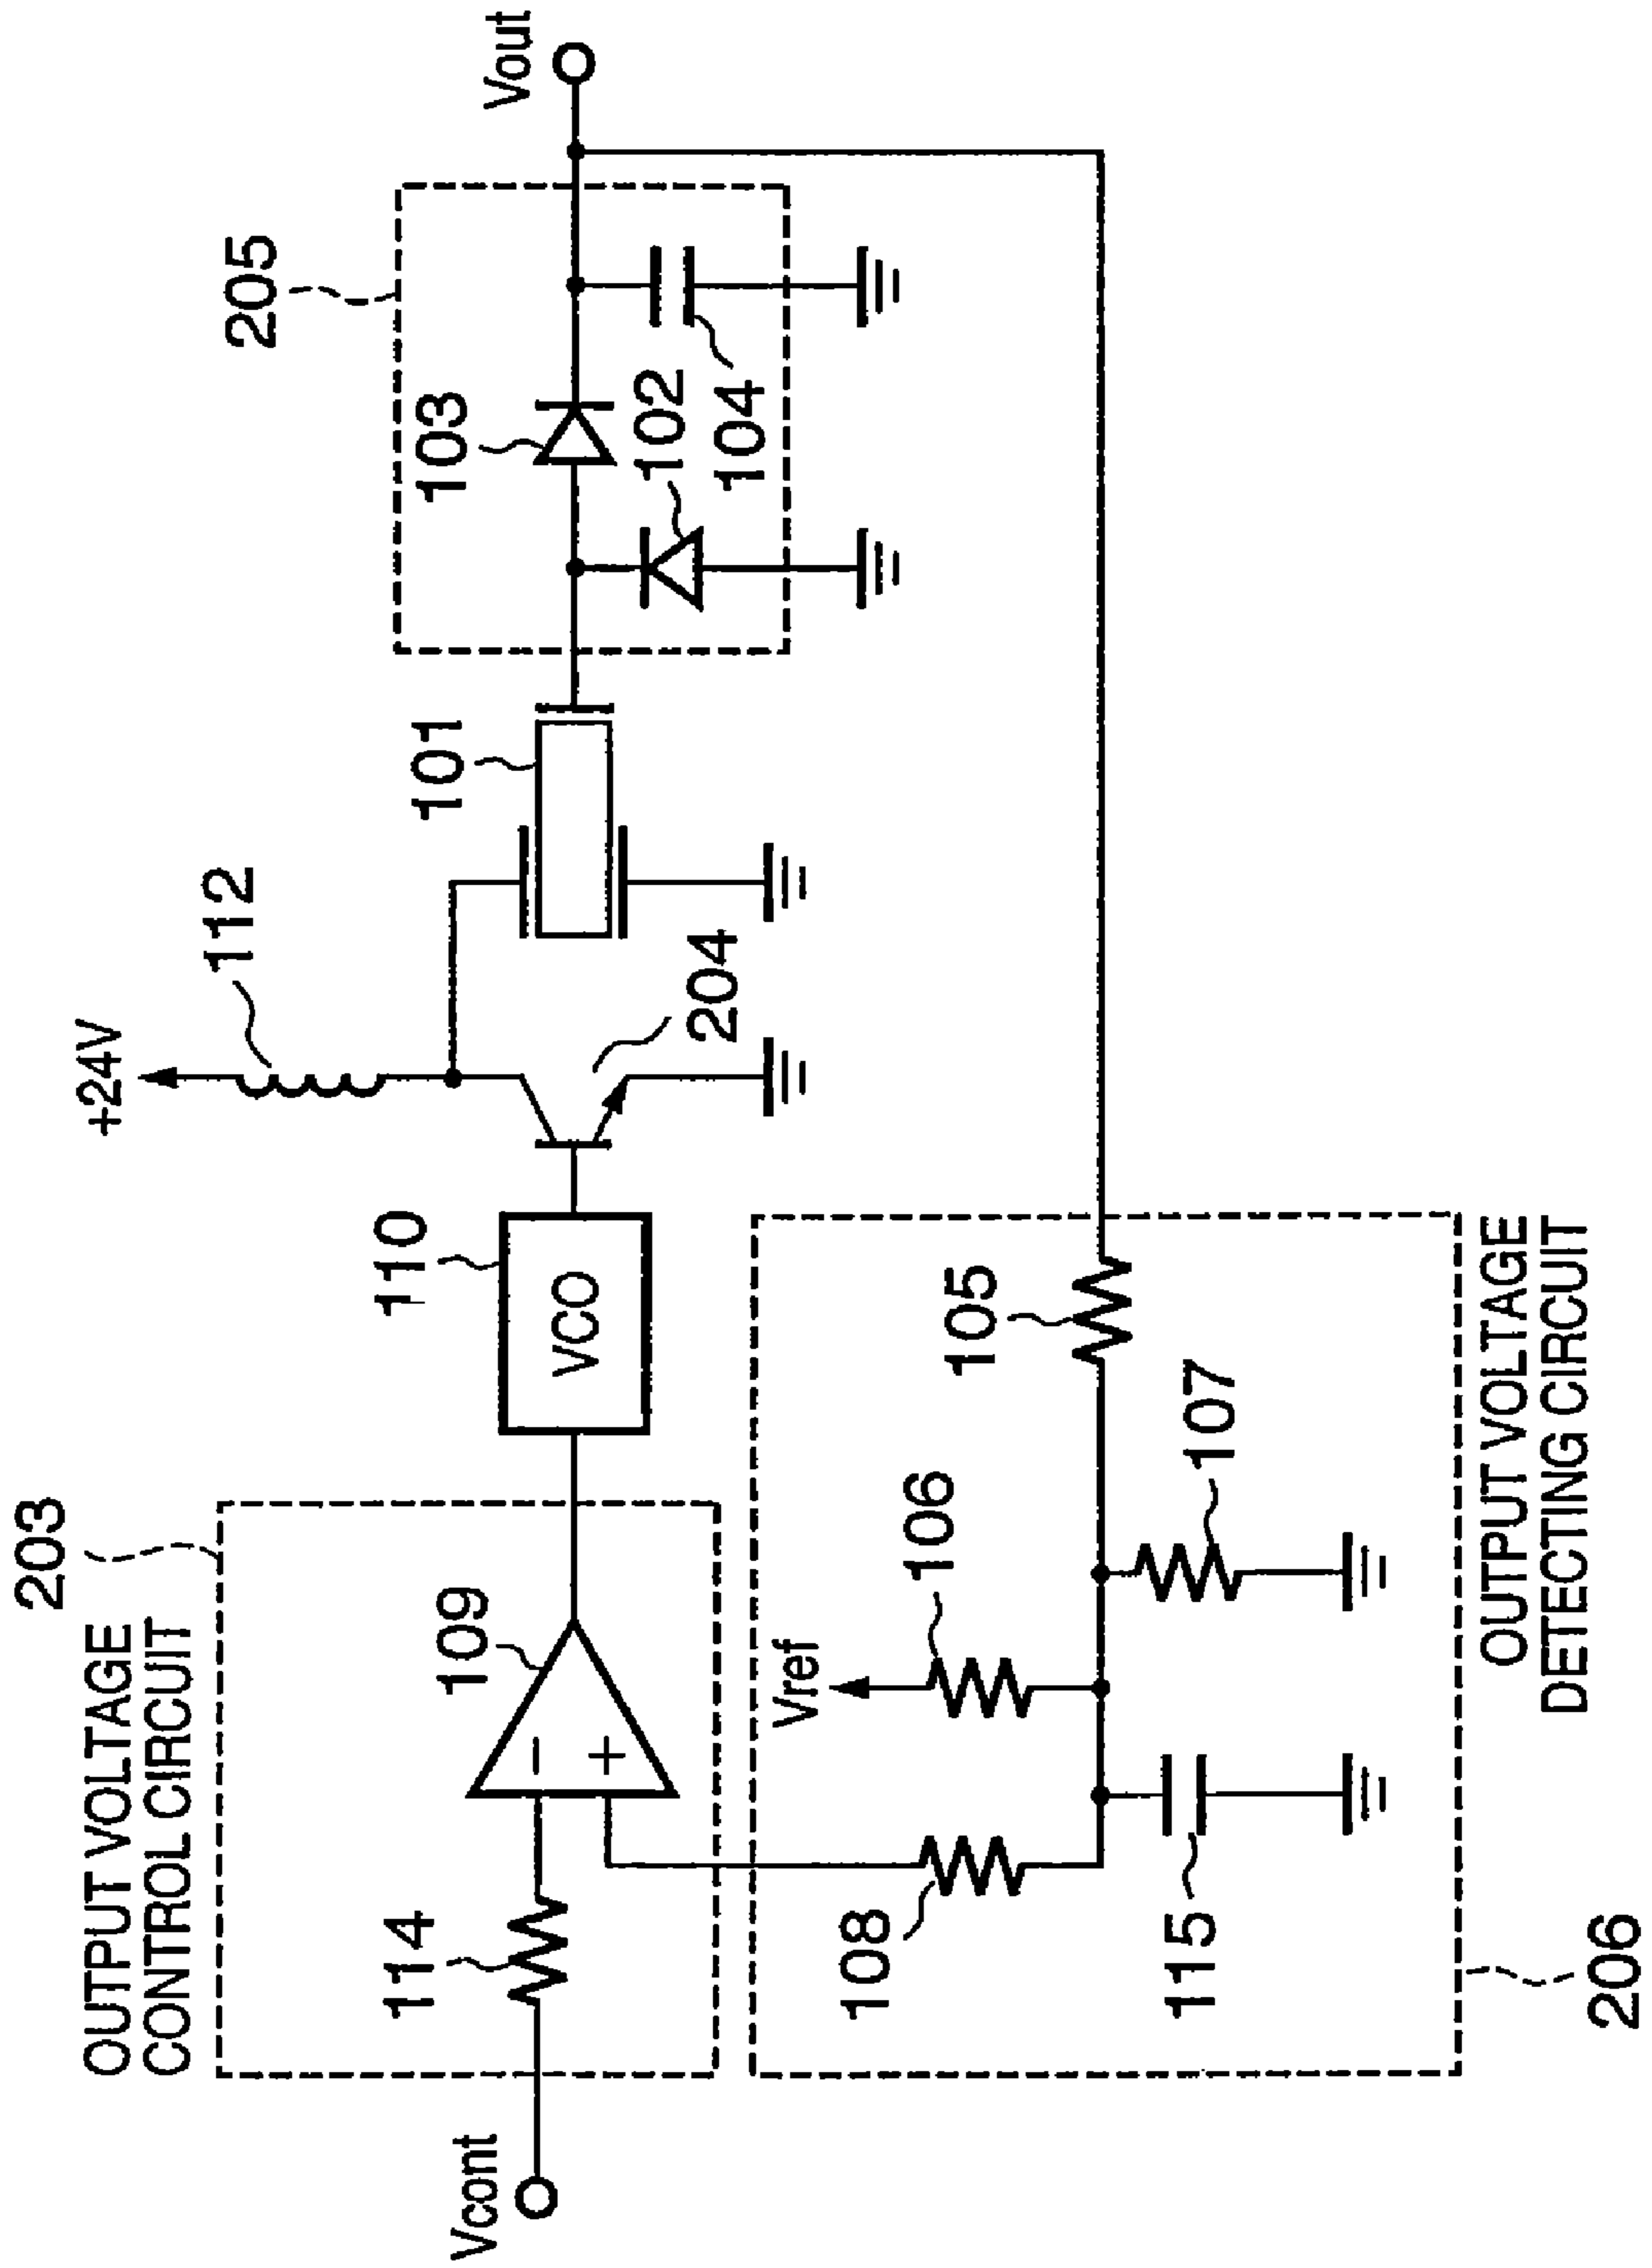 203
OUTPUT VOLTAGE
CONTROL CIRCUIT
+24V
112
205
Vout
Vcont
114
109
−
+
110
VCO
204
101
103
102
104
Vref
106
105
107
108
115
206
OUTPUT VOLTAGE
DETECTING CIRCUIT